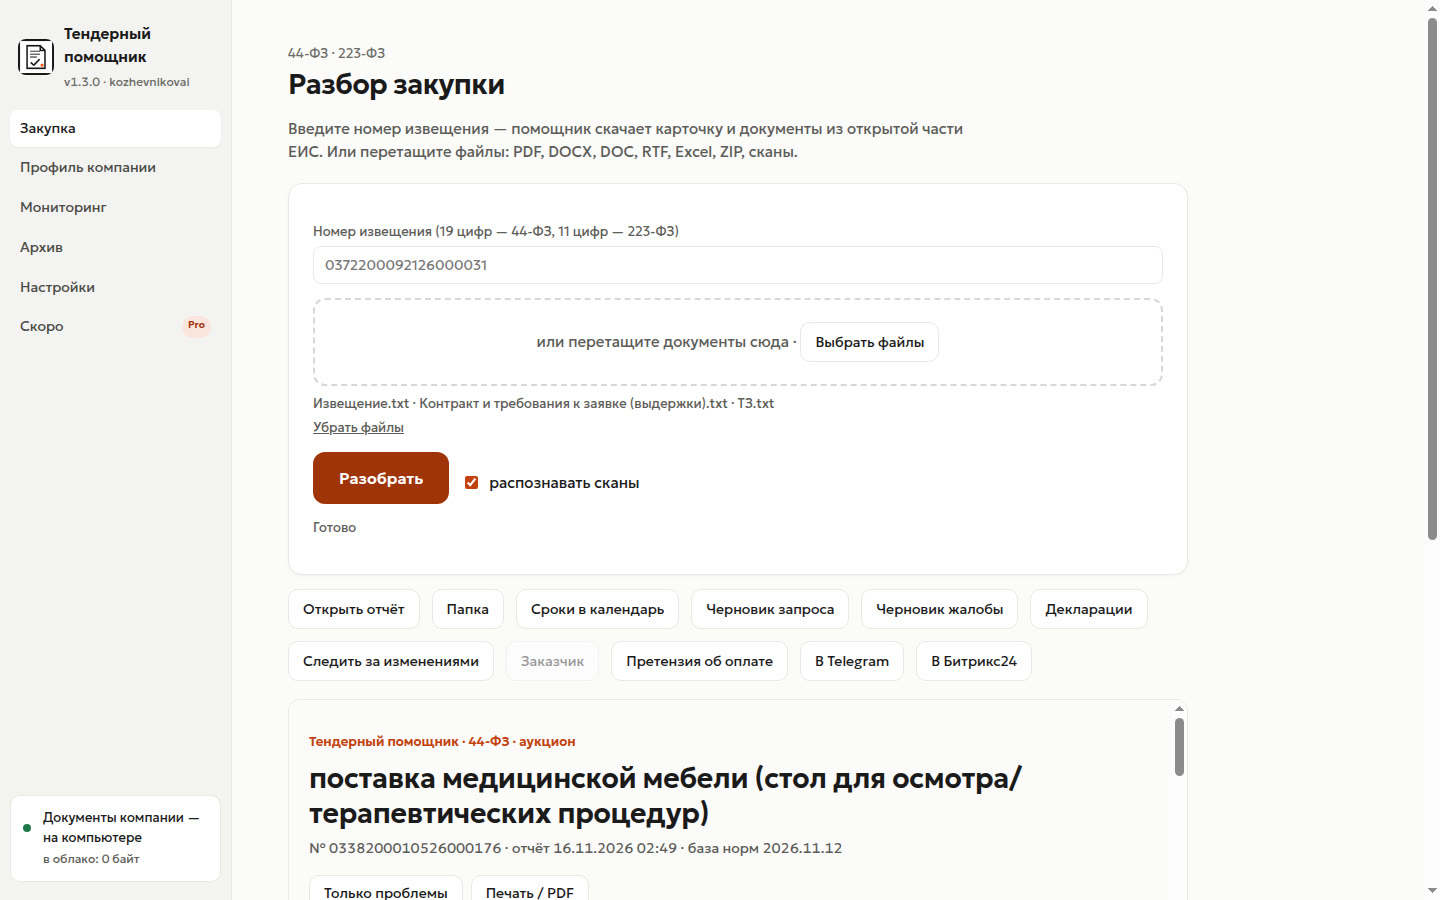 Тендерный
помощник
v1.3.0 · kozhevnikoval
Закупка
Профиль компании
Мониторинг
Архив
Настройки
Скоро Pro
Документы компании —
на компьютере
в облако: 0 байт
44-ФЗ · 223-ФЗ
Разбор закупки
Введите номер извещения — помощник скачает карточку и документы из открытой части
ЕИС. Или перетащите файлы: PDF, DOCX, DOC, RTF, Excel, ZIP, сканы.
Номер извещения (19 цифр — 44-ФЗ, 11 цифр — 223-ФЗ)
0372200092126000031
или перетащите документы сюда · Выбрать файлы
Извещение.txt · Контракт и требования к заявке (выдержки).txt · ТЗ.txt
Убрать файлы
Разобрать распознавать сканы
Готово
Открыть отчёт Папка Сроки в календарь Черновик запроса Черновик жалобы Декларации
Следить за изменениями Заказчик Претензия об оплате В Telegram В Битрикс24
Тендерный помощник · 44-ФЗ · аукцион
поставка медицинской мебели (стол для осмотра/
терапевтических процедур)
№ 0338200010526000176 · отчёт 16.11.2026 02:49 · база норм 2026.11.12
Только проблемы Печать / PDF